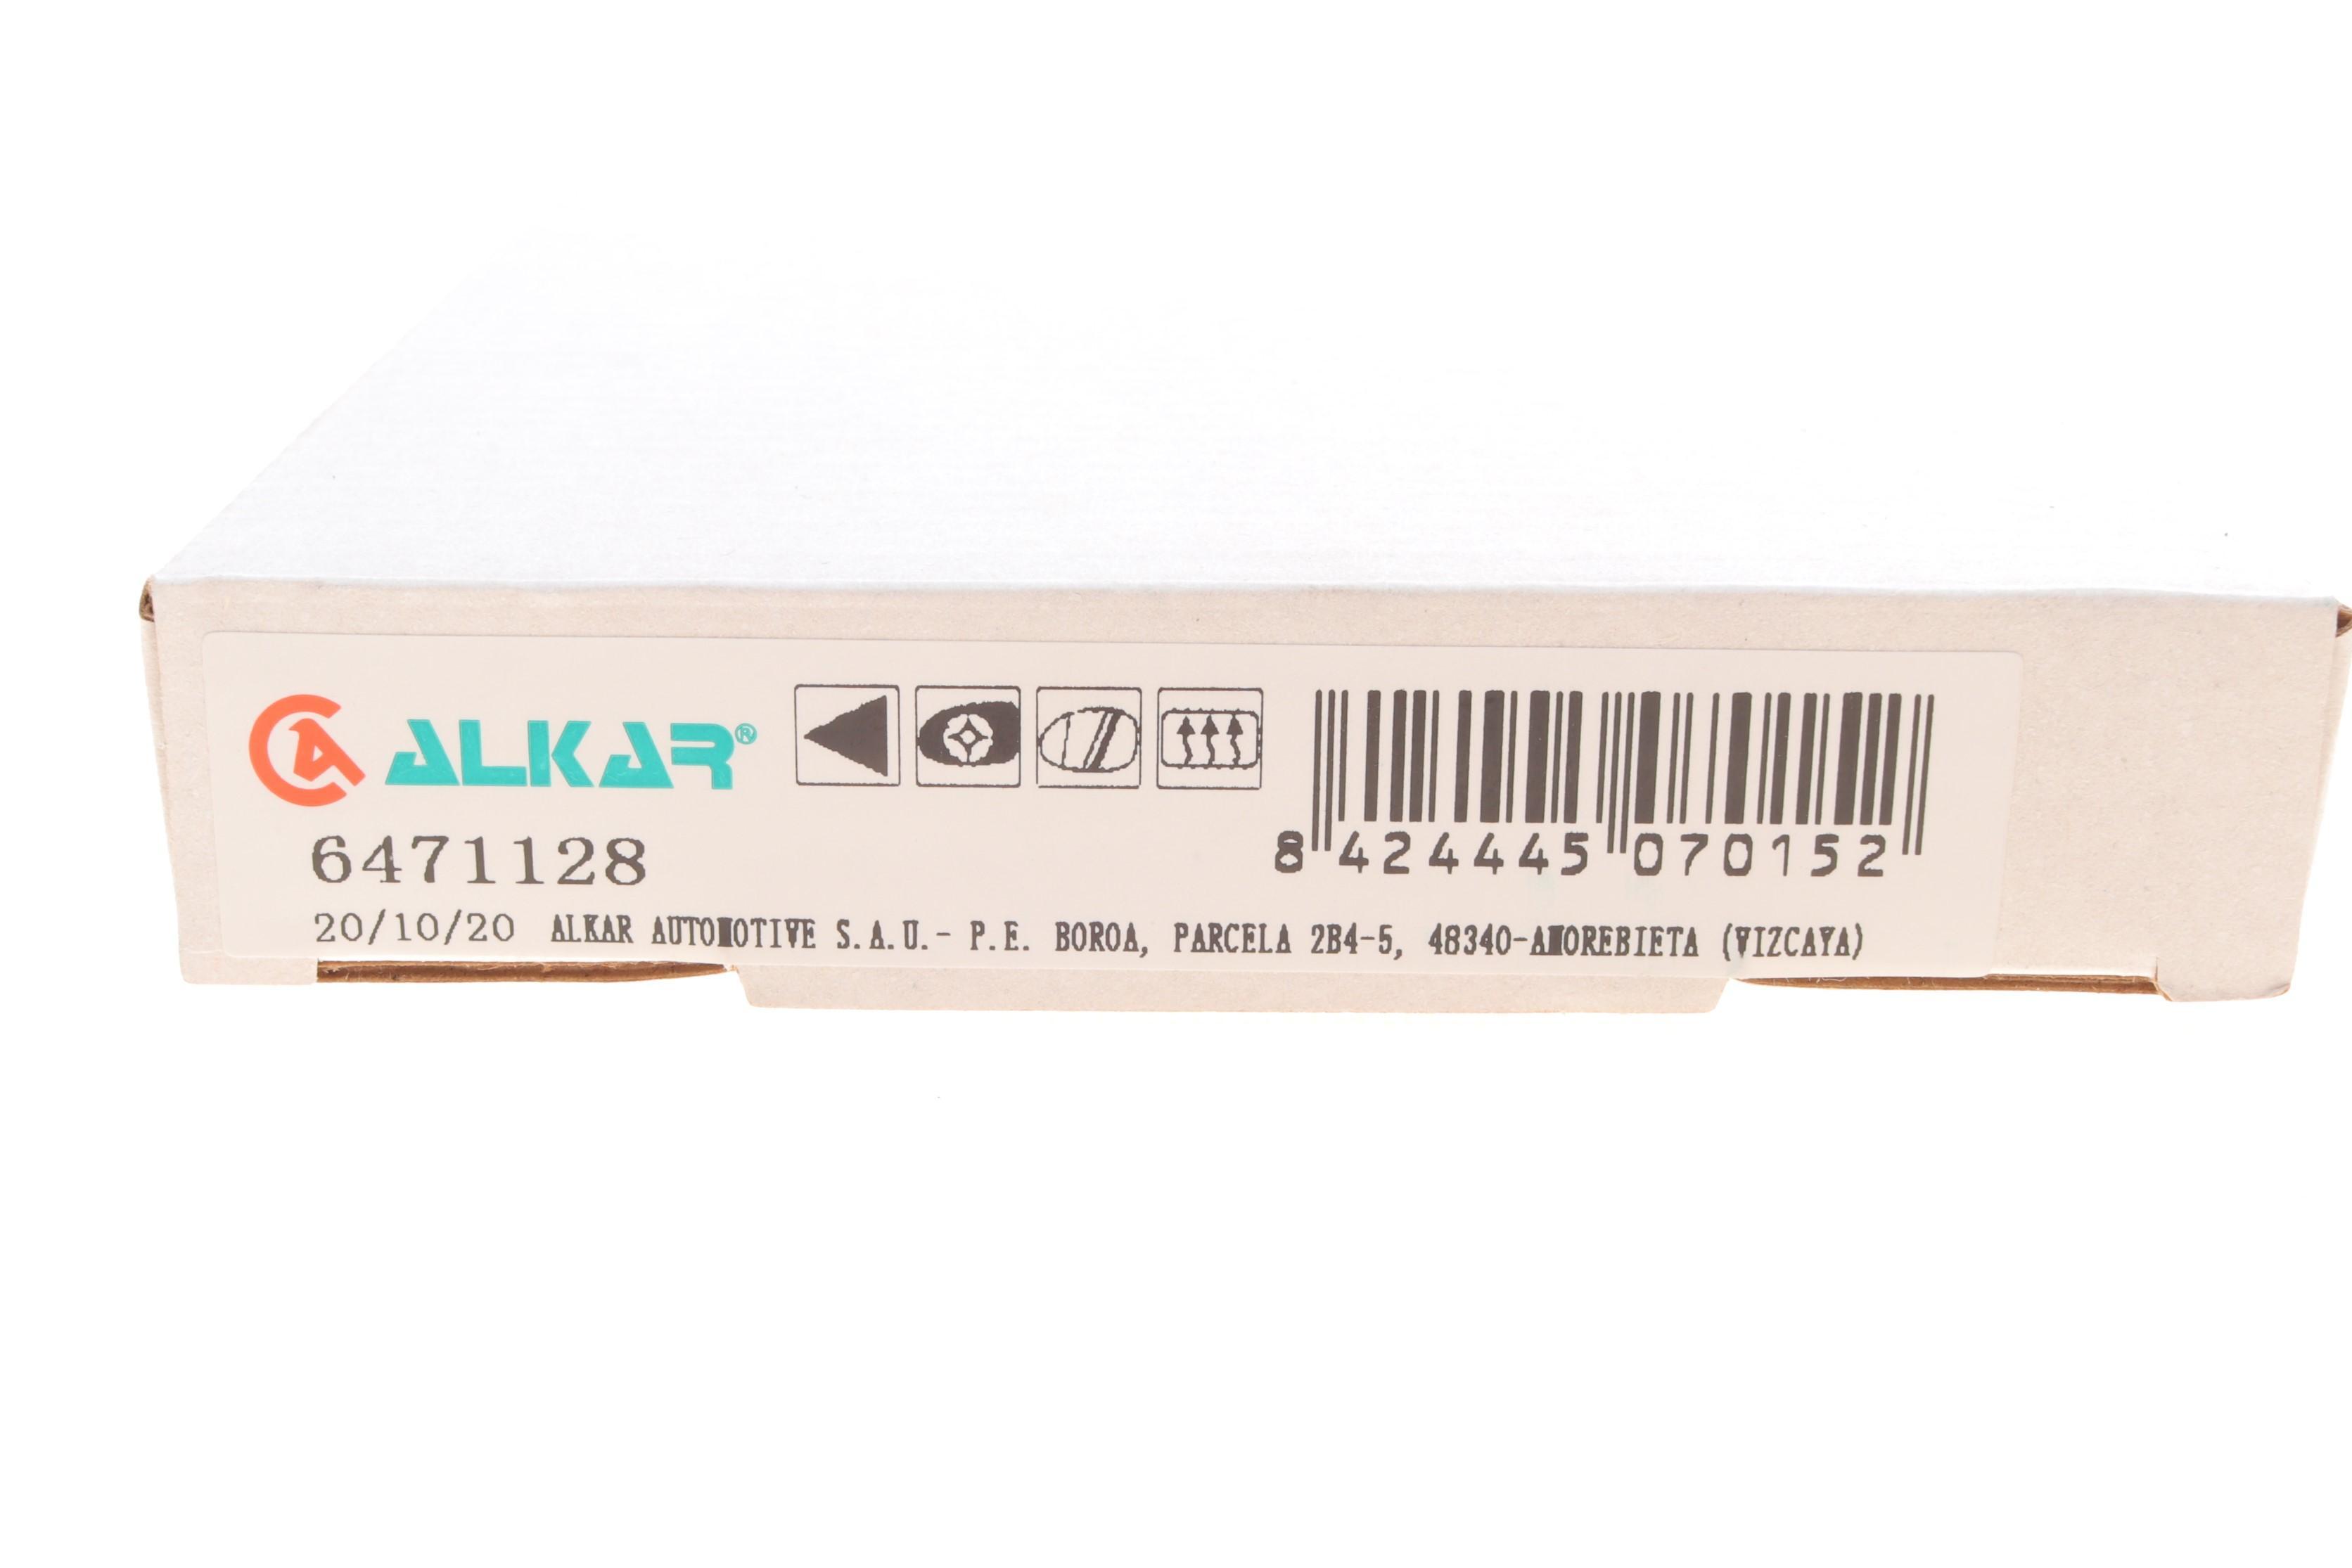 ALKAR®
6471128
8 424445 070152
20/10/20 ALKAR AUTOMOTIVE S.A.U.- P.E. BOROA, PARCELA 2B4-5, 48340-AMOREBIETA (VIZCAYA)